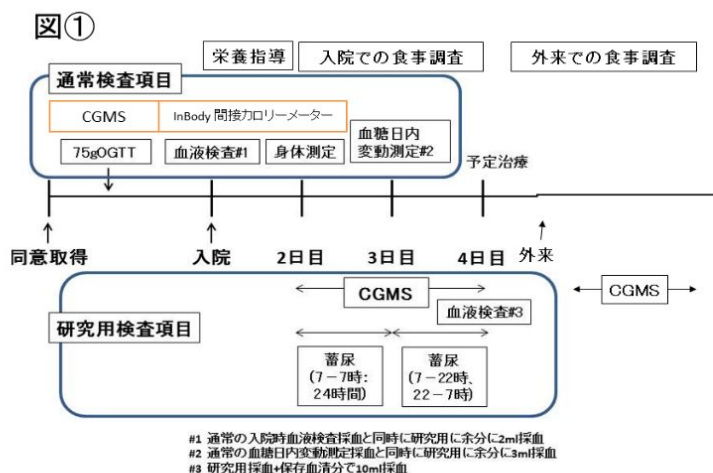 図①
栄養指導
入院での食事調査
外来での食事調査
通常検査項目
CGMS
InBody 間接カロリーメーター
75gOGTT
血液検査#1
身体測定
血糖日内
変動測定#2
予定治療
同意取得
入院
2日目
3日目
4日目
外来
CGMS
CGMS
血液検査#3
研究用検査項目
蓄尿
(7－7時:
24時間)
蓄尿
(7－22時、
22－7時)
#1 通常の入院時血液検査採血と同時に研究用に余分に2ml採血
#2 通常の血糖日内変動測定採血と同時に研究用に余分に3ml採血
#3 研究用採血+保存血清分で10ml採血